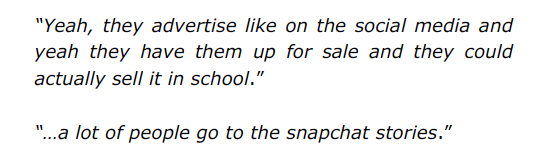 “Yeah, they advertise like on the social media and
yeah they have them up for sale and they could
actually sell it in school.”
“…a lot of people go to the snapchat stories.”